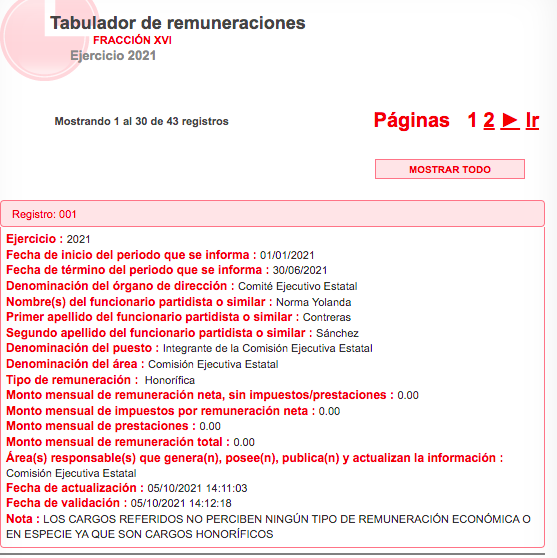 Tabulador de remuneraciones
FRACCIÓN XVI
Ejercicio 2021
Mostrando 1 al 30 de 43 registros
Páginas 1 2 ► Ir
MOSTRAR TODO
Registro: 001
Ejercicio : 2021
Fecha de inicio del periodo que se informa : 01/01/2021
Fecha de término del periodo que se informa : 30/06/2021
Denominación del órgano de dirección : Comité Ejecutivo Estatal
Nombre(s) del funcionario partidista o similar : Norma Yolanda
Primer apellido del funcionario partidista o similar : Contreras
Segundo apellido del funcionario partidista o similar : Sánchez
Denominación del puesto : Integrante de la Comisión Ejecutiva Estatal
Denominación del área : Comisión Ejecutiva Estatal
Tipo de remuneración : Honorífica
Monto mensual de remuneración neta, sin impuestos/prestaciones : 0.00
Monto mensual de impuestos por remuneración neta : 0.00
Monto mensual de prestaciones : 0.00
Monto mensual de remuneración total : 0.00
Área(s) responsable(s) que genera(n), posee(n), publica(n) y actualizan la información :
Comisión Ejecutiva Estatal
Fecha de actualización : 05/10/2021 14:11:03
Fecha de validación : 05/10/2021 14:12:18
Nota : LOS CARGOS REFERIDOS NO PERCIBEN NINGÚN TIPO DE REMUNERACIÓN ECONÓMICA O
EN ESPECIE YA QUE SON CARGOS HONORÍFICOS